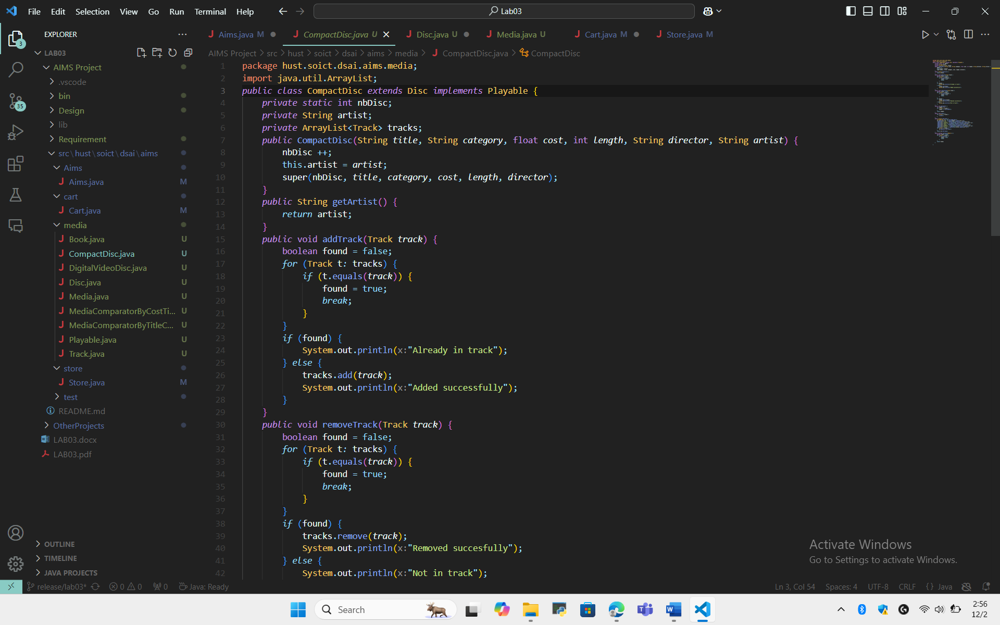 File Edit Selection View Go Run Terminal Help
Lab03
EXPLORER
Aims.java M
CompactDisc.java U
Disc.java U
Media.java U
Cart.java M
Store.java M
AIMS Project > src > hust > soict > dsai > aims > media > CompactDisc.java > CompactDisc
3
35
LAB03
AIMS Project
.vscode
bin
Design
lib
Requirement
src\hust\soict\dsai\aims
Aims
Aims.java M
cart
Cart.java M
media
Book.java U
CompactDisc.java U
DigitalVideoDisc.java U
Disc.java U
Media.java U
MediaComparatorByCostTi... U
MediaComparatorByTitleC... U
Playable.java U
Track.java U
store
Store.java M
test
README.md
OtherProjects
LAB03.docx
LAB03.pdf
OUTLINE
TIMELINE
JAVA PROJECTS
1 package hust.soict.dsai.aims.media;
2 import java.util.ArrayList;
3 public class CompactDisc extends Disc implements Playable {
4 private static int nbDisc;
5 private String artist;
6 private ArrayList<Track> tracks;
7 public CompactDisc(String title, String category, float cost, int length, String director, String artist) {
8 nbDisc ++;
9 this.artist = artist;
10 super(nbDisc, title, category, cost, length, director);
11 }
12 public String getArtist() {
13 return artist;
14 }
15 public void addTrack(Track track) {
16 boolean found = false;
17 for (Track t: tracks) {
18 if (t.equals(track)) {
19 found = true;
20 break;
21 }
22 }
23 if (found) {
24 System.out.println(x:"Already in track");
25 } else {
26 tracks.add(track);
27 System.out.println(x:"Added successfully");
28 }
29 }
30 public void removeTrack(Track track) {
31 boolean found = false;
32 for (Track t: tracks) {
33 if (t.equals(track)) {
34 found = true;
35 break;
36 }
37 }
38 if (found) {
39 tracks.remove(track);
40 System.out.println(x:"Removed succesfully");
41 } else {
42 System.out.println(x:"Not in track");
Activate Windows
Go to Settings to activate Windows.
release/lab03* 0 0 0 Java: Ready
Ln 3, Col 54 Spaces: 4 UTF-8 CRLF {} Java
Search
2:56
12/2